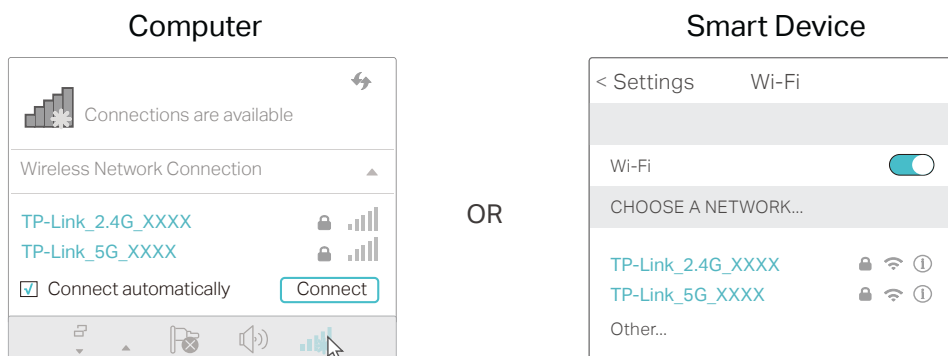 Computer
Connections are available
Wireless Network Connection
TP-Link_2.4G_XXXX
TP-Link_5G_XXXX
Connect automatically
Connect
OR
Smart Device
< Settings Wi-Fi
Wi-Fi
CHOOSE A NETWORK...
TP-Link_2.4G_XXXX
TP-Link_5G_XXXX
Other...